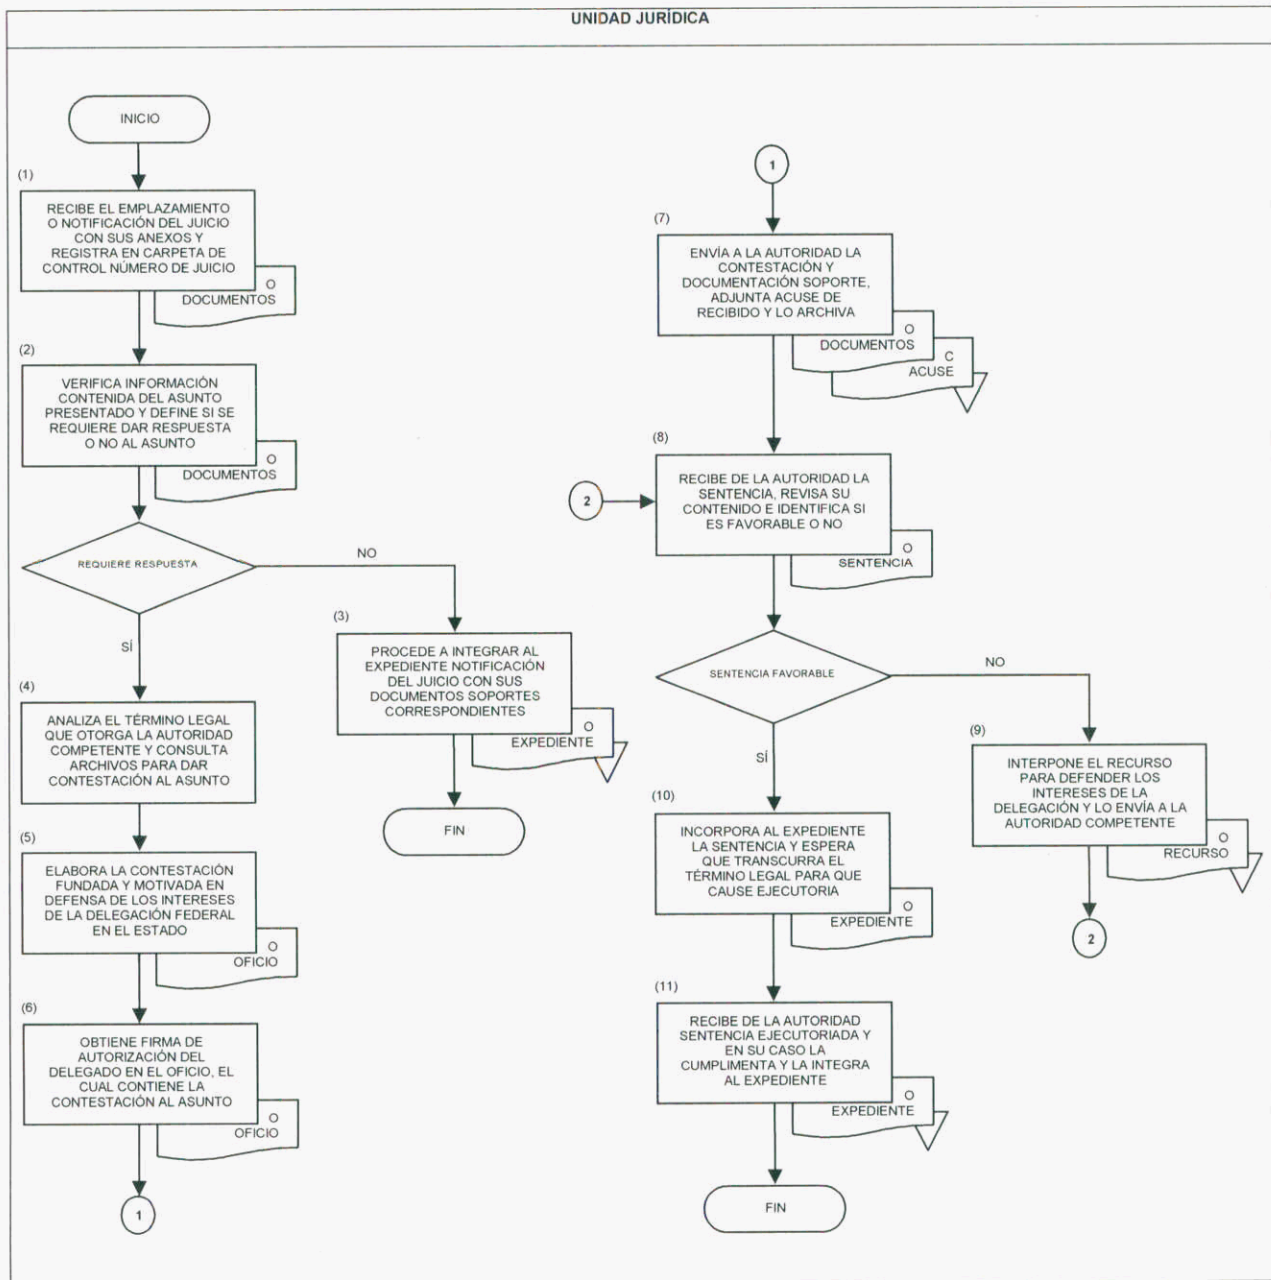 UNIDAD JURÍDICA
INICIO
(1)
RECIBE EL EMPLAZAMIENTO
O NOTIFICACIÓN DEL JUICIO
CON SUS ANEXOS Y
REGISTRA EN CARPETA DE
CONTROL NÚMERO DE JUICIO
O
DOCUMENTOS
(2)
VERIFICA INFORMACIÓN
CONTENIDA DEL ASUNTO
PRESENTADO Y DEFINE SI SE
REQUIERE DAR RESPUESTA
O NO AL ASUNTO
O
DOCUMENTOS
REQUIERE RESPUESTA
NO
SÍ
(3)
PROCEDE A INTEGRAR AL
EXPEDIENTE NOTIFICACIÓN
DEL JUICIO CON SUS
DOCUMENTOS SOPORTES
CORRESPONDIENTES
O
EXPEDIENTE
FIN
(4)
ANALIZA EL TÉRMINO LEGAL
QUE OTORGA LA AUTORIDAD
COMPETENTE Y CONSULTA
ARCHIVOS PARA DAR
CONTESTACIÓN AL ASUNTO
(5)
ELABORA LA CONTESTACIÓN
FUNDADA Y MOTIVADA EN
DEFENSA DE LOS INTERESES
DE LA DELEGACIÓN FEDERAL
EN EL ESTADO
O
OFICIO
(6)
OBTIENE FIRMA DE
AUTORIZACIÓN DEL
DELEGADO EN EL OFICIO, EL
CUAL CONTIENE LA
CONTESTACIÓN AL ASUNTO
O
OFICIO
1
1
(7)
ENVÍA A LA AUTORIDAD LA
CONTESTACIÓN Y
DOCUMENTACIÓN SOPORTE,
ADJUNTA ACUSE DE
RECIBIDO Y LO ARCHIVA
O
DOCUMENTOS
C
ACUSE
(8)
2
RECIBE DE LA AUTORIDAD LA
SENTENCIA, REVISA SU
CONTENIDO E IDENTIFICA SI
ES FAVORABLE O NO
O
SENTENCIA
SENTENCIA FAVORABLE
NO
SÍ
(9)
INTERPONE EL RECURSO
PARA DEFENDER LOS
INTERESES DE LA
DELEGACIÓN Y LO ENVÍA A LA
AUTORIDAD COMPETENTE
O
RECURSO
2
(10)
INCORPORA AL EXPEDIENTE
LA SENTENCIA Y ESPERA
QUE TRANSCURRA EL
TÉRMINO LEGAL PARA QUE
CAUSE EJECUTORIA
O
EXPEDIENTE
(11)
RECIBE DE LA AUTORIDAD
SENTENCIA EJECUTORIADA Y
EN SU CASO LA
CUMPLIMENTA Y LA INTEGRA
AL EXPEDIENTE
O
EXPEDIENTE
FIN